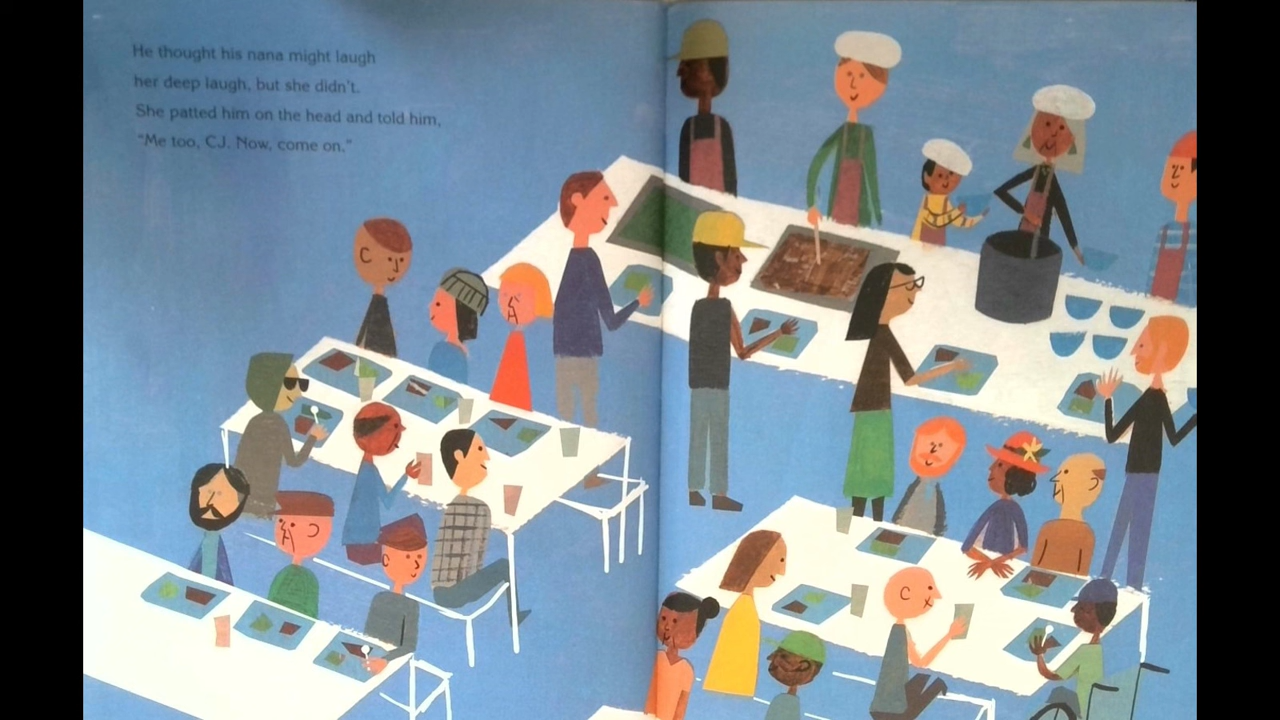 He thought his nana might laugh
her deep laugh, but she didn't.
She patted him on the head and told him,
"Me too, CJ. Now, come on."